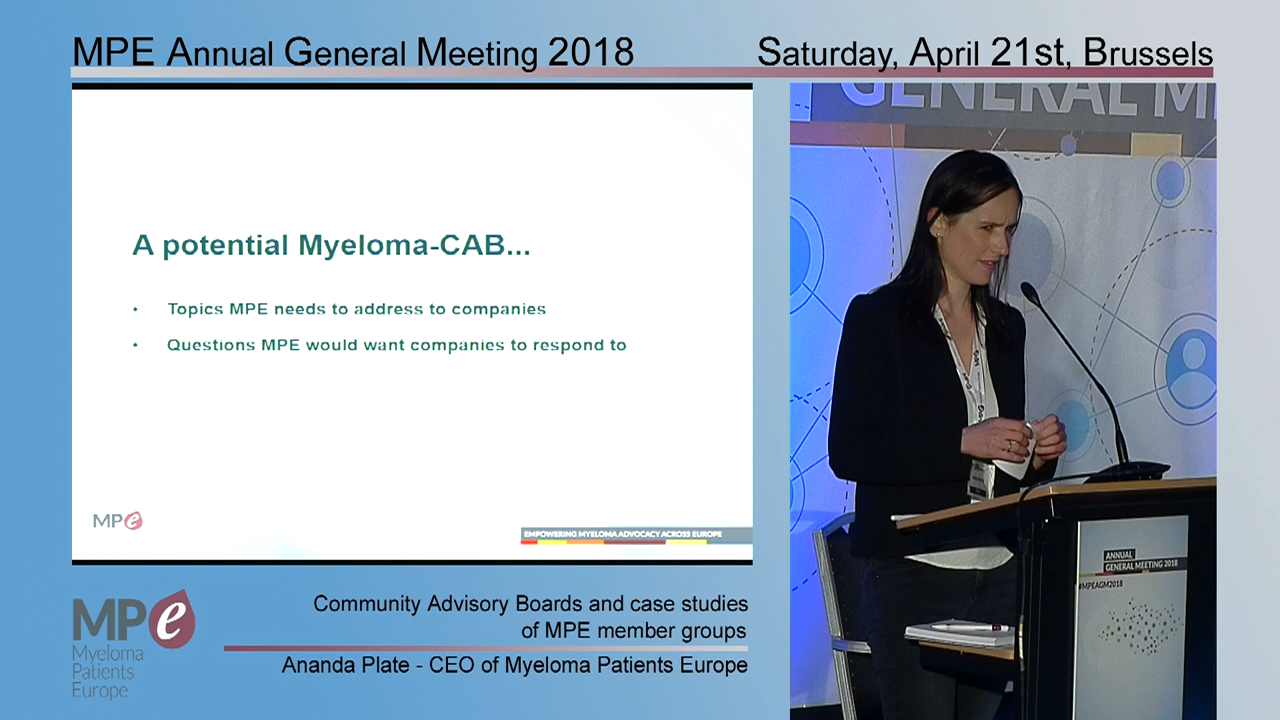 MPE Annual General Meeting 2018
Saturday, April 21st, Brussels
A potential Myeloma-CAB...
• Topics MPE needs to address to companies
• Questions MPE would want companies to respond to
MPe
EMPOWERING MYELOMA ADVOCACY ACROSS EUROPE
GENERAL M
ANNUAL
GENERAL MEETING 2018
#MPEAGM2018
MPe
Myeloma
Patients
Europe
Community Advisory Boards and case studies
of MPE member groups
Ananda Plate - CEO of Myeloma Patients Europe